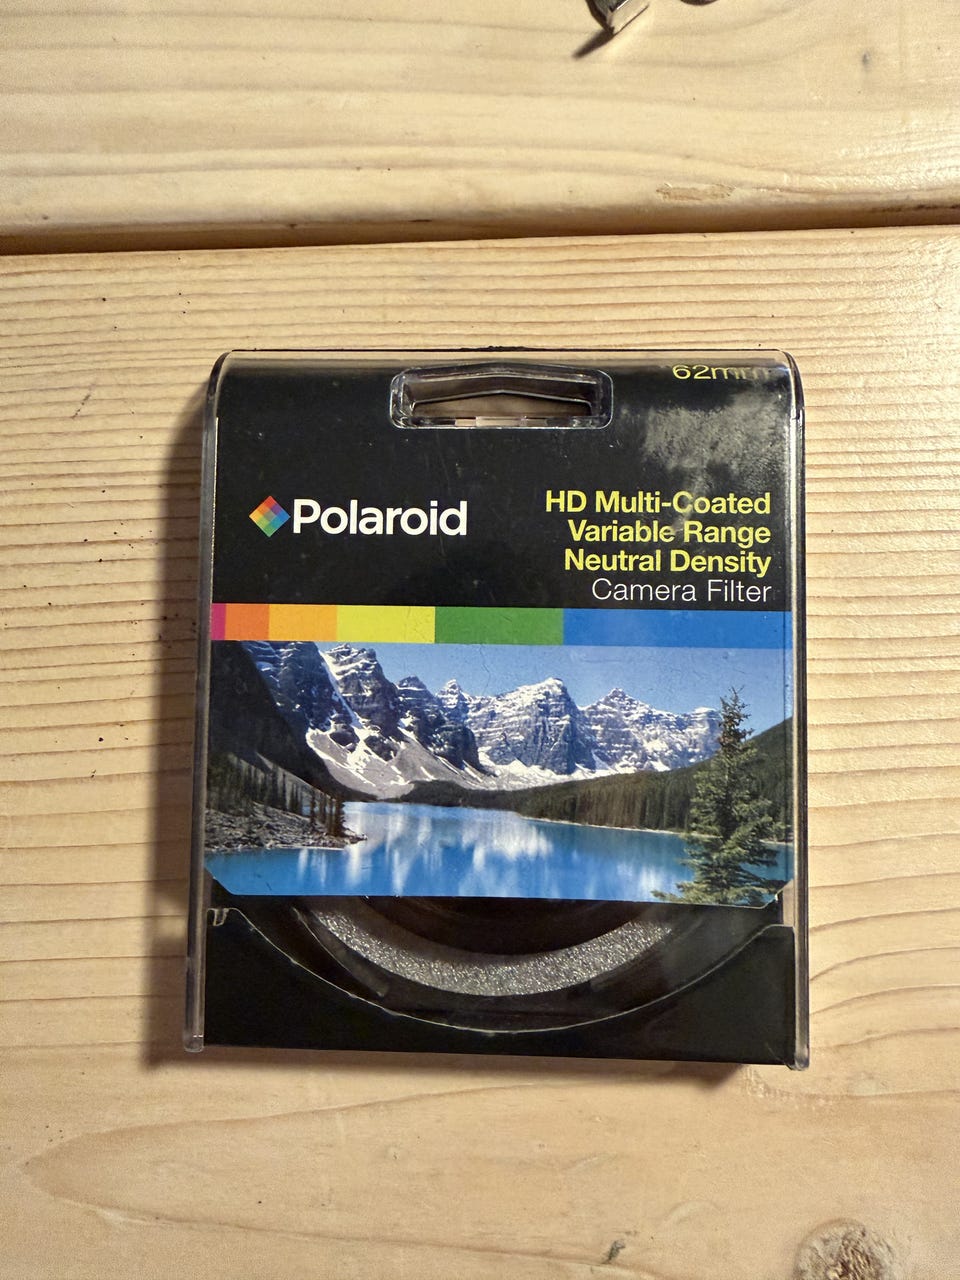 62mm
Polaroid
HD Multi-Coated
Variable Range
Neutral Density
Camera Filter